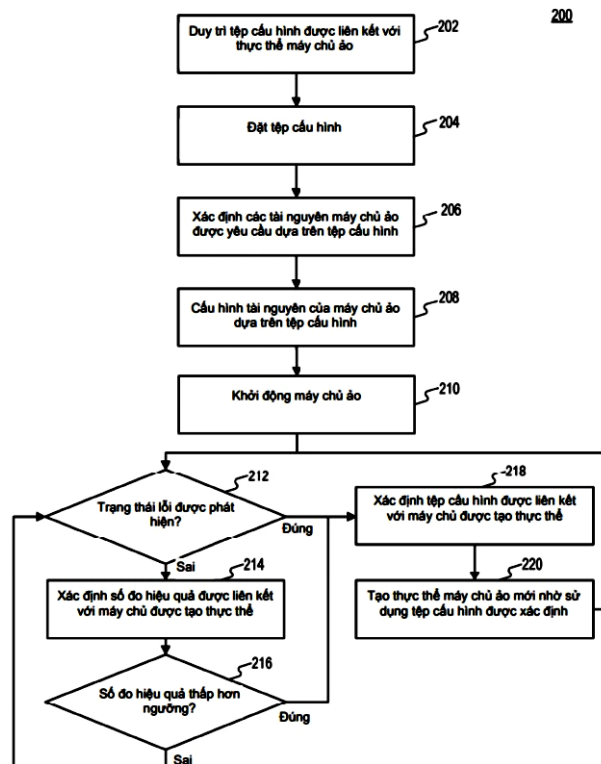 200
Duy trì tệp cấu hình được liên kết với
thực thể máy chủ ảo
202
Đặt tệp cấu hình
204
Xác định các tài nguyên máy chủ ảo
được yêu cầu dựa trên tệp cấu hình
206
Cấu hình tài nguyên của máy chủ ảo
dựa trên tệp cấu hình
208
Khởi động máy chủ ảo
210
212
Trạng thái lỗi được phát
hiện?
Đúng
Sai
214
Xác định số đo hiệu quả được liên kết
với máy chủ được tạo thực thể
216
Số đo hiệu quả thấp hơn
ngưỡng?
Đúng
Sai
218
Xác định tệp cấu hình được liên kết
với máy chủ được tạo thực thể
220
Tạo thực thể máy chủ ảo mới nhờ sử
dụng tệp cấu hình được xác định